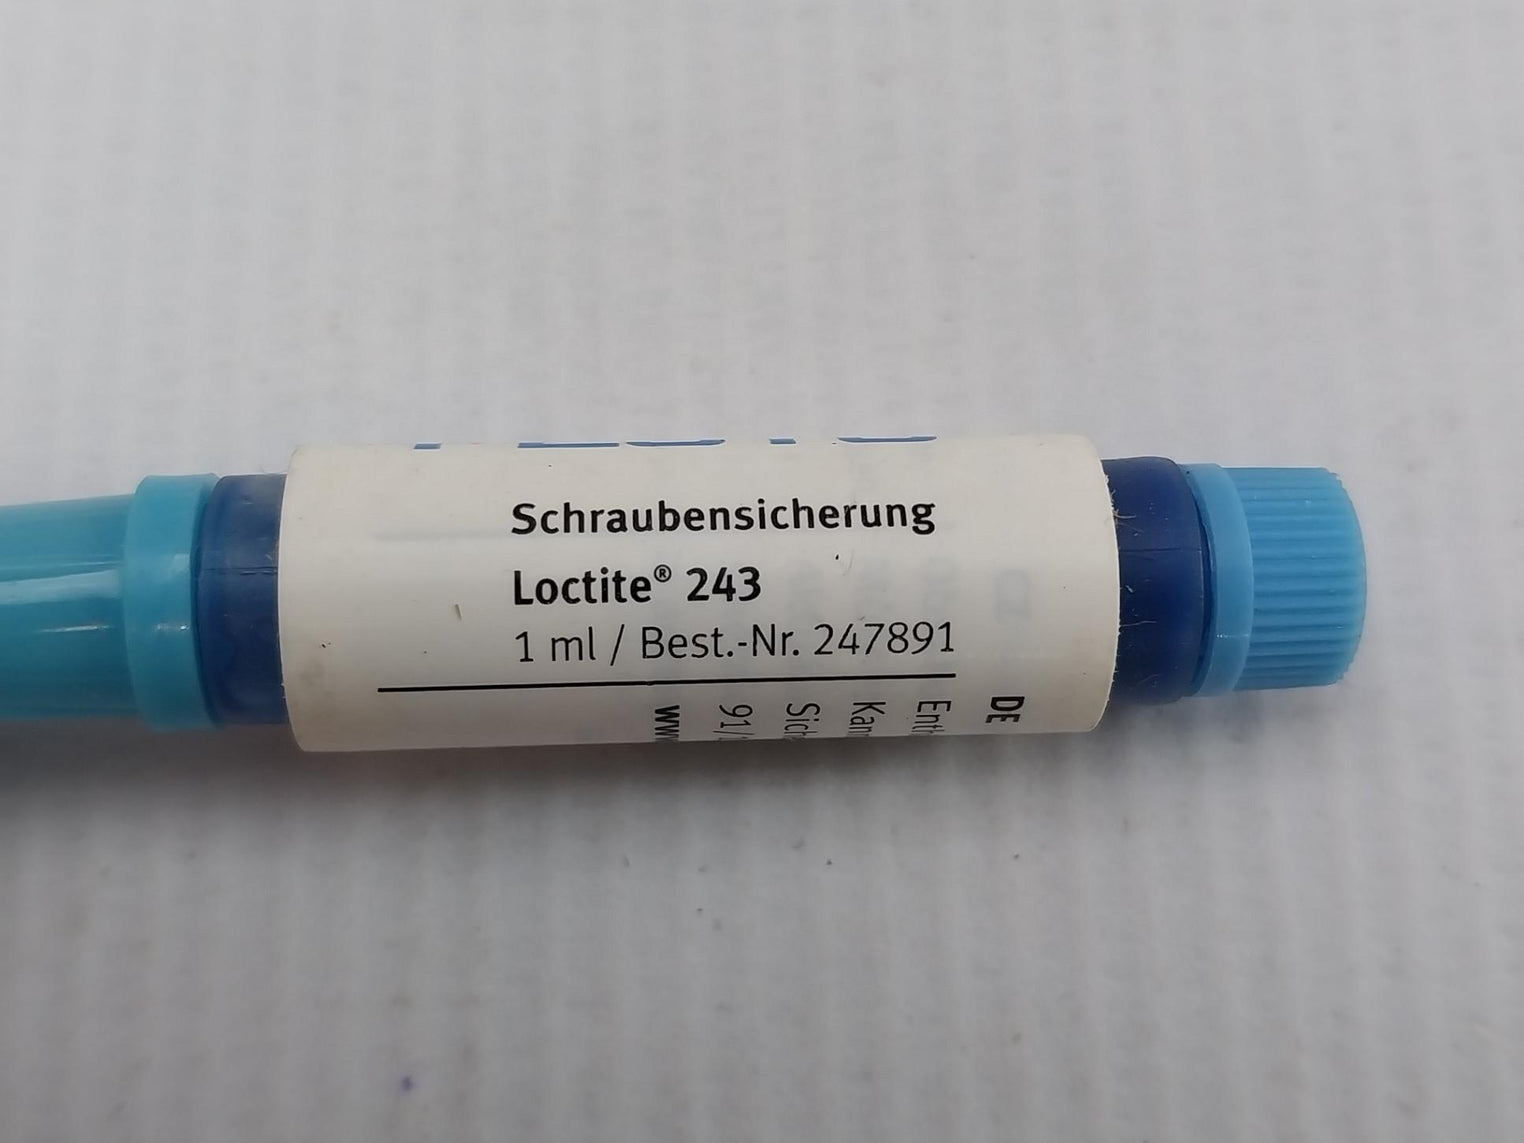 Schraubensicherung
Loctite® 243
1 ml / Best.-Nr. 247891
DE